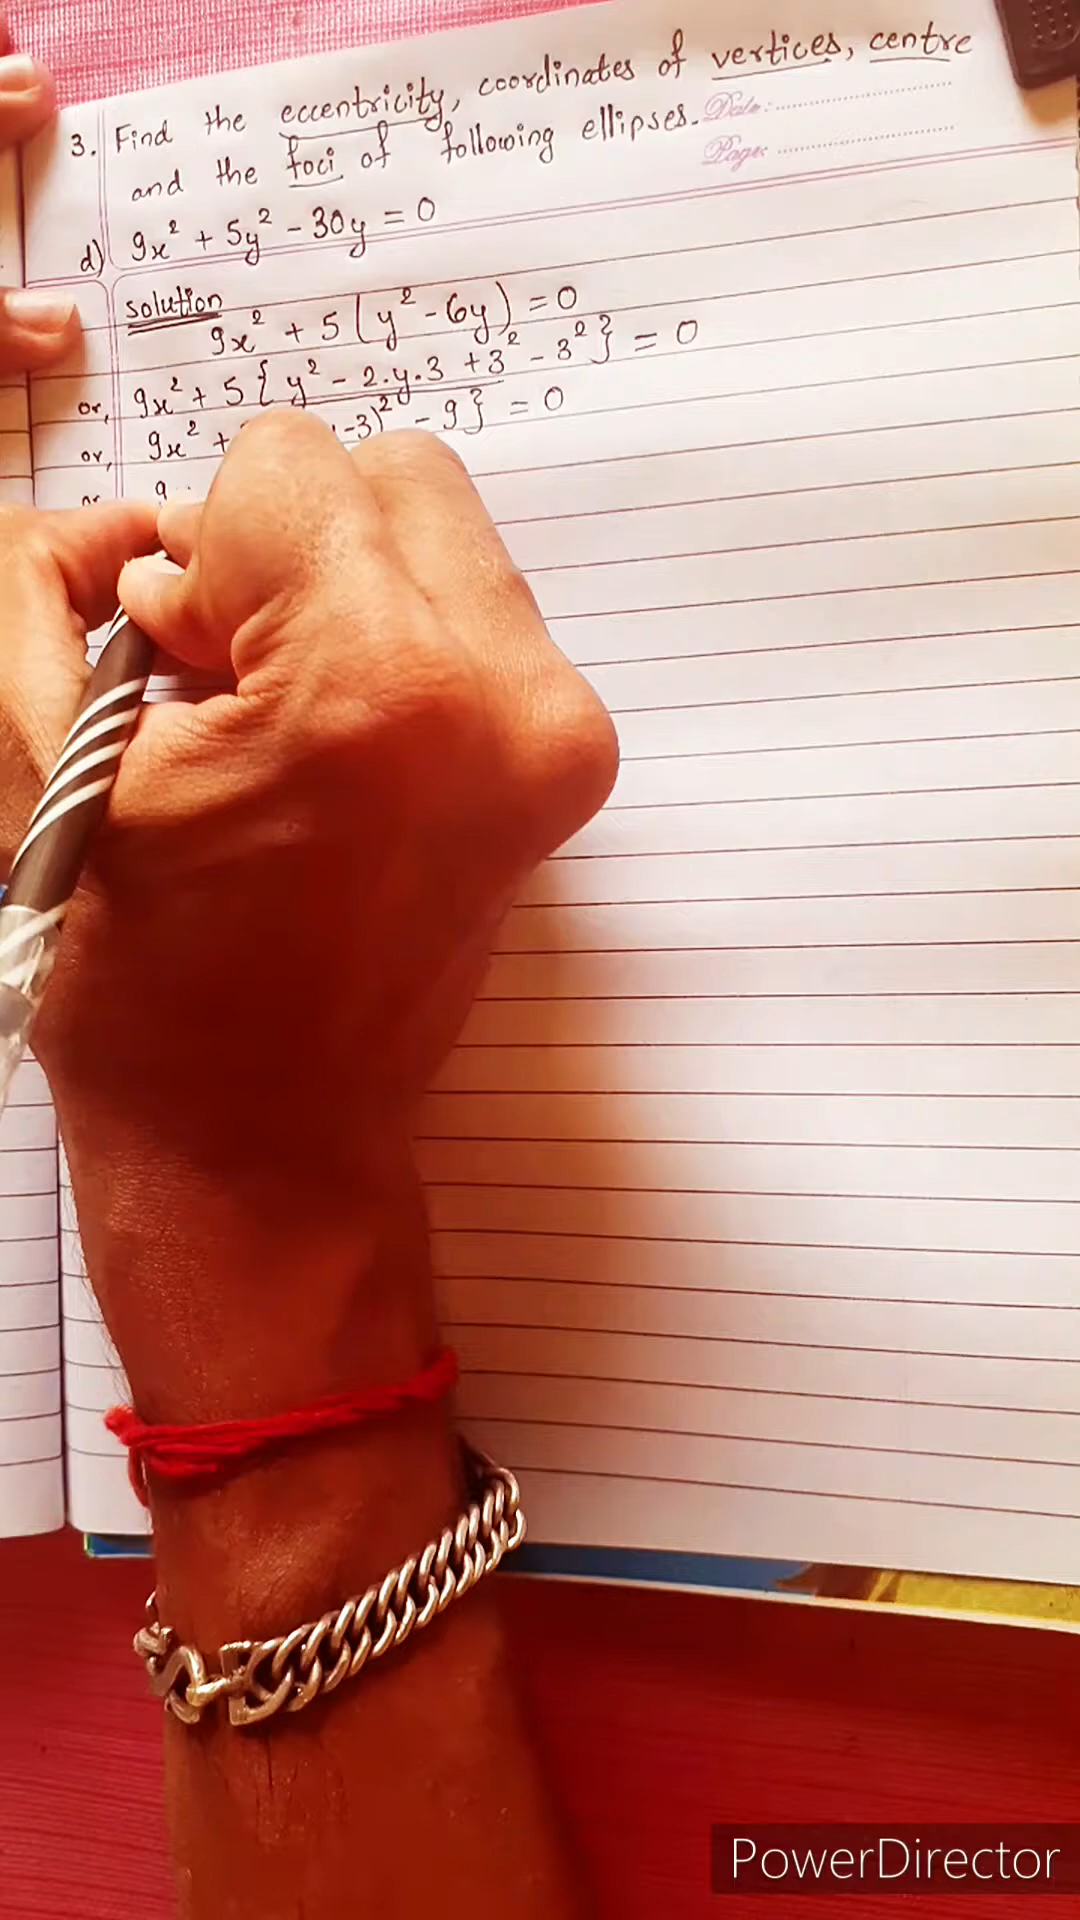 3. Find the eccentricity, coordinates of vertices, centre
and the foci of following ellipses.
Date:
Page:
d) 9x² + 5y² - 30y = 0
solution
9x² + 5(y² - 6y) = 0
or, 9x² + 5{y² - 2.y.3 + 3² - 3²} = 0
or, 9x² + -3)² - 9} = 0
or 9
PowerDirector